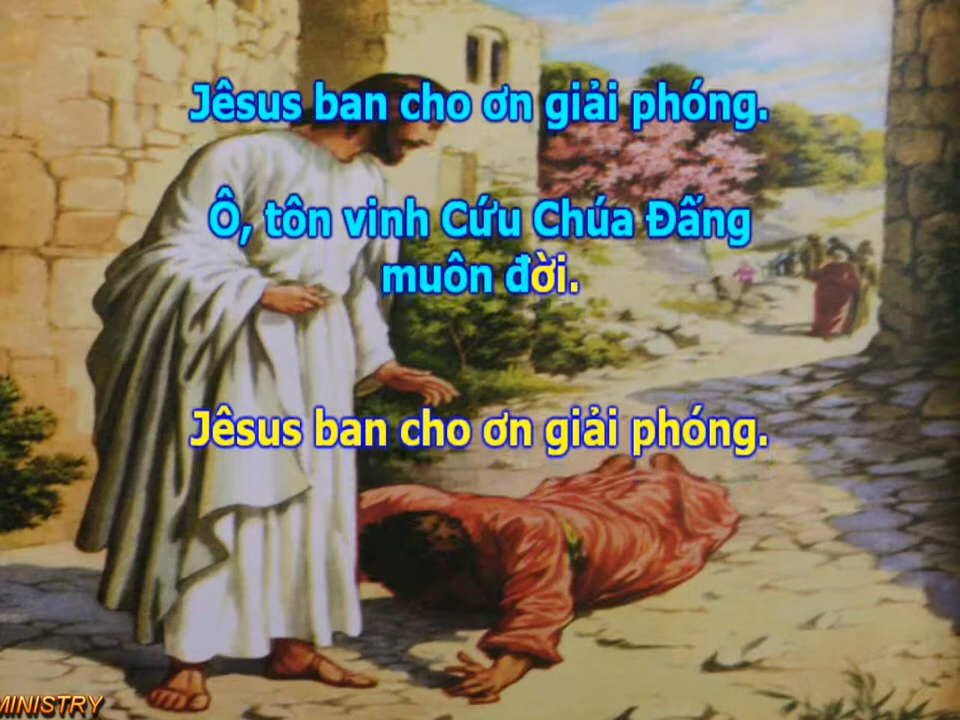 Jêsus ban cho ơn giải phóng.
Ô, tôn vinh Cứu Chúa Đấng
muôn đời.
Jêsus ban cho ơn giải phóng.
MINISTRY